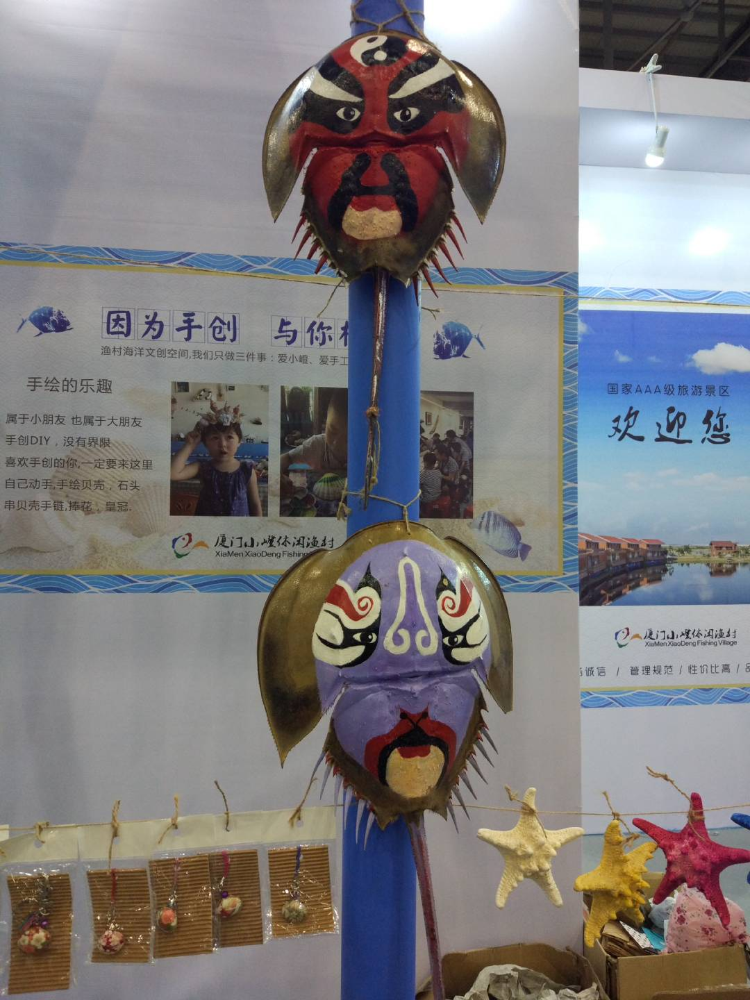 因为手创 与你
渔村海洋文创空间,我们只做三件事：爱小嶝、爱手工
手绘的乐趣
属于小朋友 也属于大朋友
手创DIY，没有界限
喜欢手创的你,一定要来这里
自己动手,手绘贝壳，石头
串贝壳手链,捧花，皇冠.
厦门小嶝休闲渔村
XiaMen XiaoDeng Fishing
国家AAA级旅游景区
欢迎您
厦门小嶝休闲渔村
XiaMen XiaoDeng Fishing Village
诚信 / 管理规范 / 性价比高 /